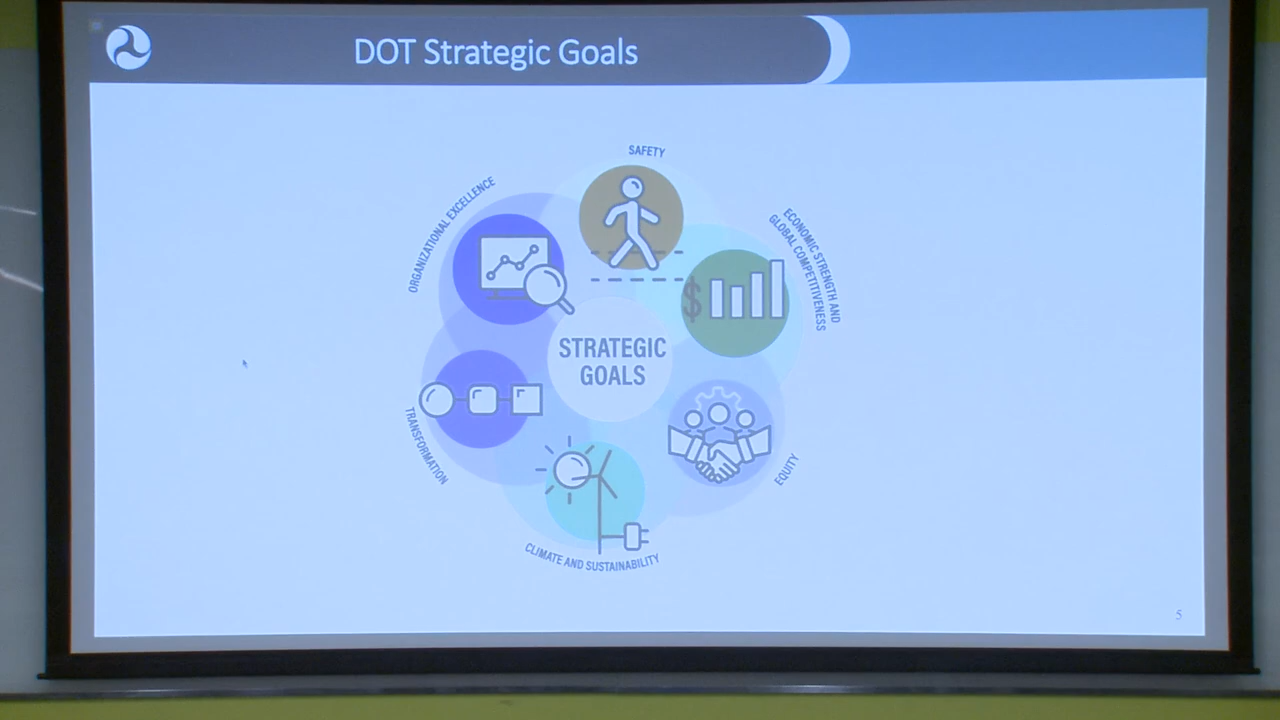 DOT Strategic Goals
SAFETY
ORGANIZATIONAL EXCELLENCE
ECONOMIC STRENGTH AND
GLOBAL COMPETITIVENESS
$
STRATEGIC
GOALS
TRANSFORMATION
EQUITY
CLIMATE AND SUSTAINABILITY
5